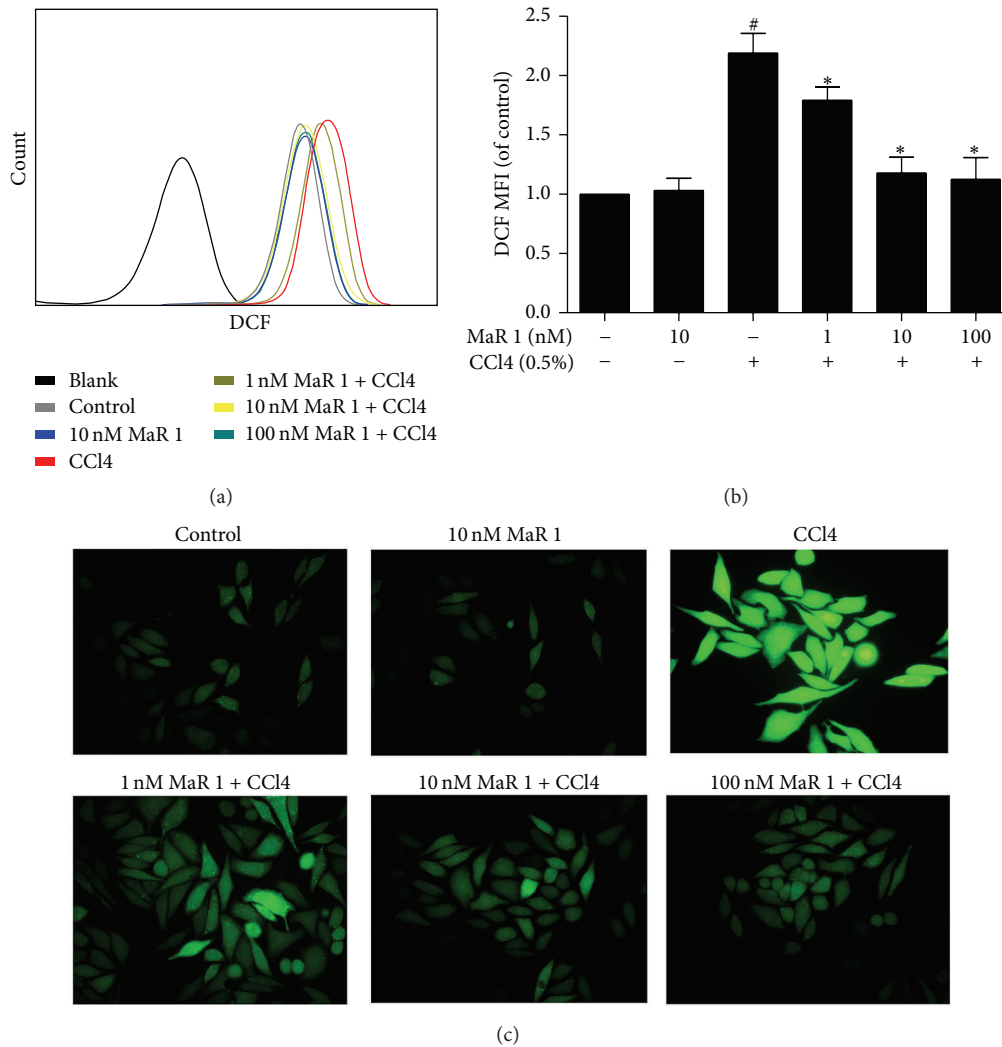 Count
DCF
Blank
Control
10 nM MaR 1
CCl4
1 nM MaR 1 + CCl4
10 nM MaR 1 + CCl4
100 nM MaR 1 + CCl4
(a)
DCF MFI (of control)
2.5
2.0
1.5
1.0
0.5
0.0
#
*
*
*
MaR 1 (nM) − 10 − 1 10 100
CCl4 (0.5%) − − + + + +
(b)
Control
10 nM MaR 1
CCl4
1 nM MaR 1 + CCl4
10 nM MaR 1 + CCl4
100 nM MaR 1 + CCl4
(c)